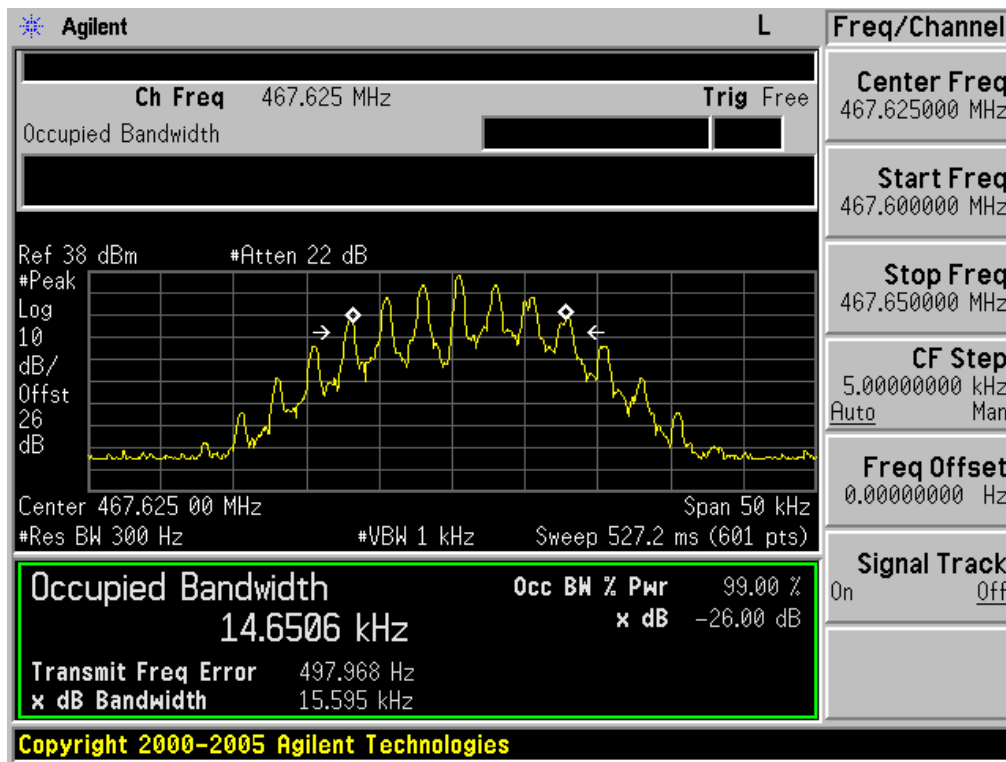 Agilent L
Ch Freq 467.625 MHz Trig Free
Occupied Bandwidth
Ref 38 dBm #Atten 22 dB
#Peak
Log
10
dB/
Offst
26
dB
Center 467.625 00 MHz Span 50 kHz
#Res BW 300 Hz #VBW 1 kHz Sweep 527.2 ms (601 pts)
Occupied Bandwidth Occ BW % Pwr 99.00 %
14.6506 kHz x dB -26.00 dB
Transmit Freq Error 497.968 Hz
x dB Bandwidth 15.595 kHz
Copyright 2000-2005 Agilent Technologies
Freq/Channel
Center Freq
467.625000 MHz
Start Freq
467.600000 MHz
Stop Freq
467.650000 MHz
CF Step
5.00000000 kHz
Auto Man
Freq Offset
0.00000000 Hz
Signal Track
On Off